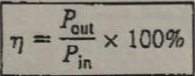 η = P_out / P_in × 100%